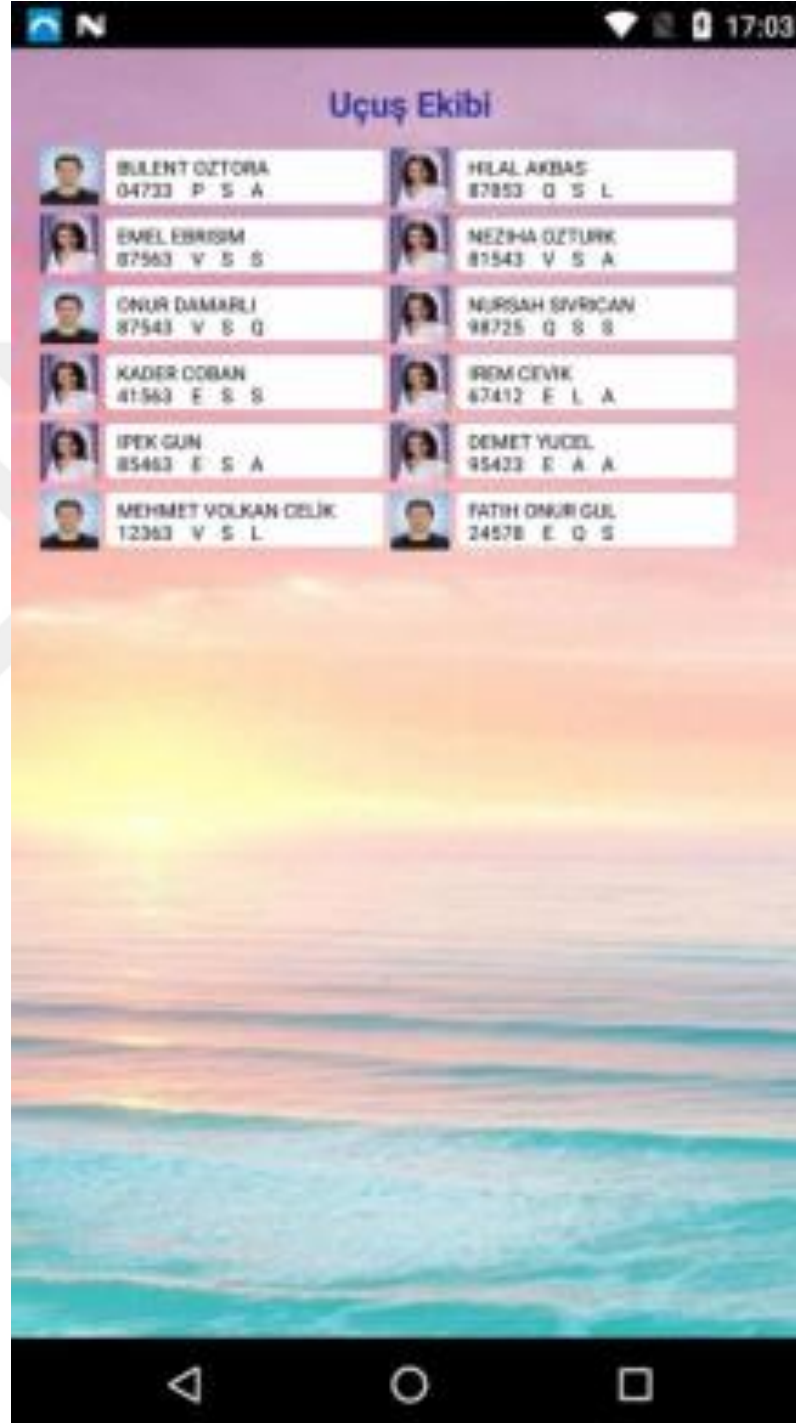 17:03
Uçuş Ekibi
BULENT OZTORA
04733 P S A
HILAL AKBAS
87853 Q S L
EMEL EBRISIM
87563 V S S
NEZIHA OZTURK
81543 V S A
ONUR DAMARLI
87543 V S Q
NURSAH SIVRICAN
98725 Q S S
KADER COBAN
41563 E S S
IREM CEVIK
67412 E L A
IPEK GUN
85463 E S A
DEMET YUCEL
95423 E A A
MEHMET VOLKAN CELİK
12363 V S L
FATIH ONUR GUL
24578 E Q S